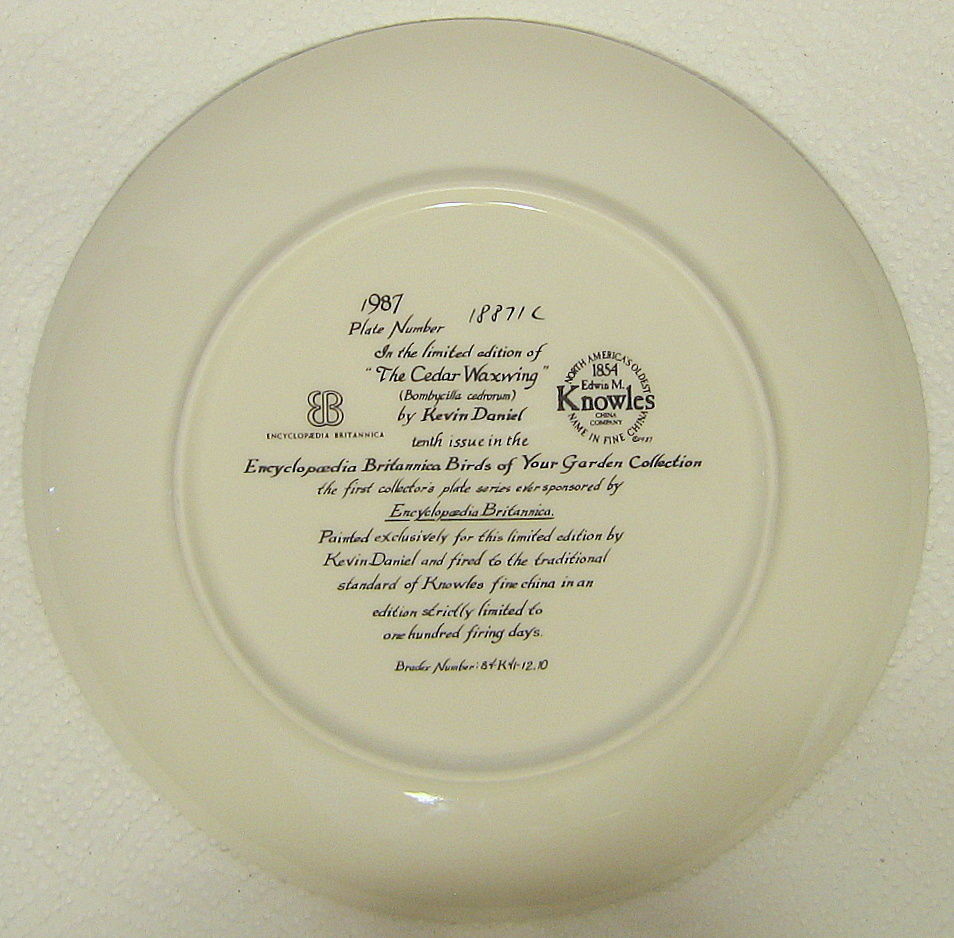 1987
Plate Number 18871C
In the limited edition of
"The Cedar Waxwing"
(Bombycilla cedrorum)
by Kevin Daniel
tenth issue in the
Encyclopædia Britannica Birds of Your Garden Collection
the first collector's plate series ever sponsored by
Encyclopædia Britannica.
Painted exclusively for this limited edition by
Kevin Daniel and fired to the traditional
standard of Knowles fine china in an
edition strictly limited to
one hundred firing days.
Bradex Number: 84-K41-12.10
ENCYCLOPÆDIA BRITANNICA
NORTH AMERICA'S OLDEST
1854
Edwin M.
Knowles
CHINA
COMPANY
NAME IN FINE CHINA
©1987